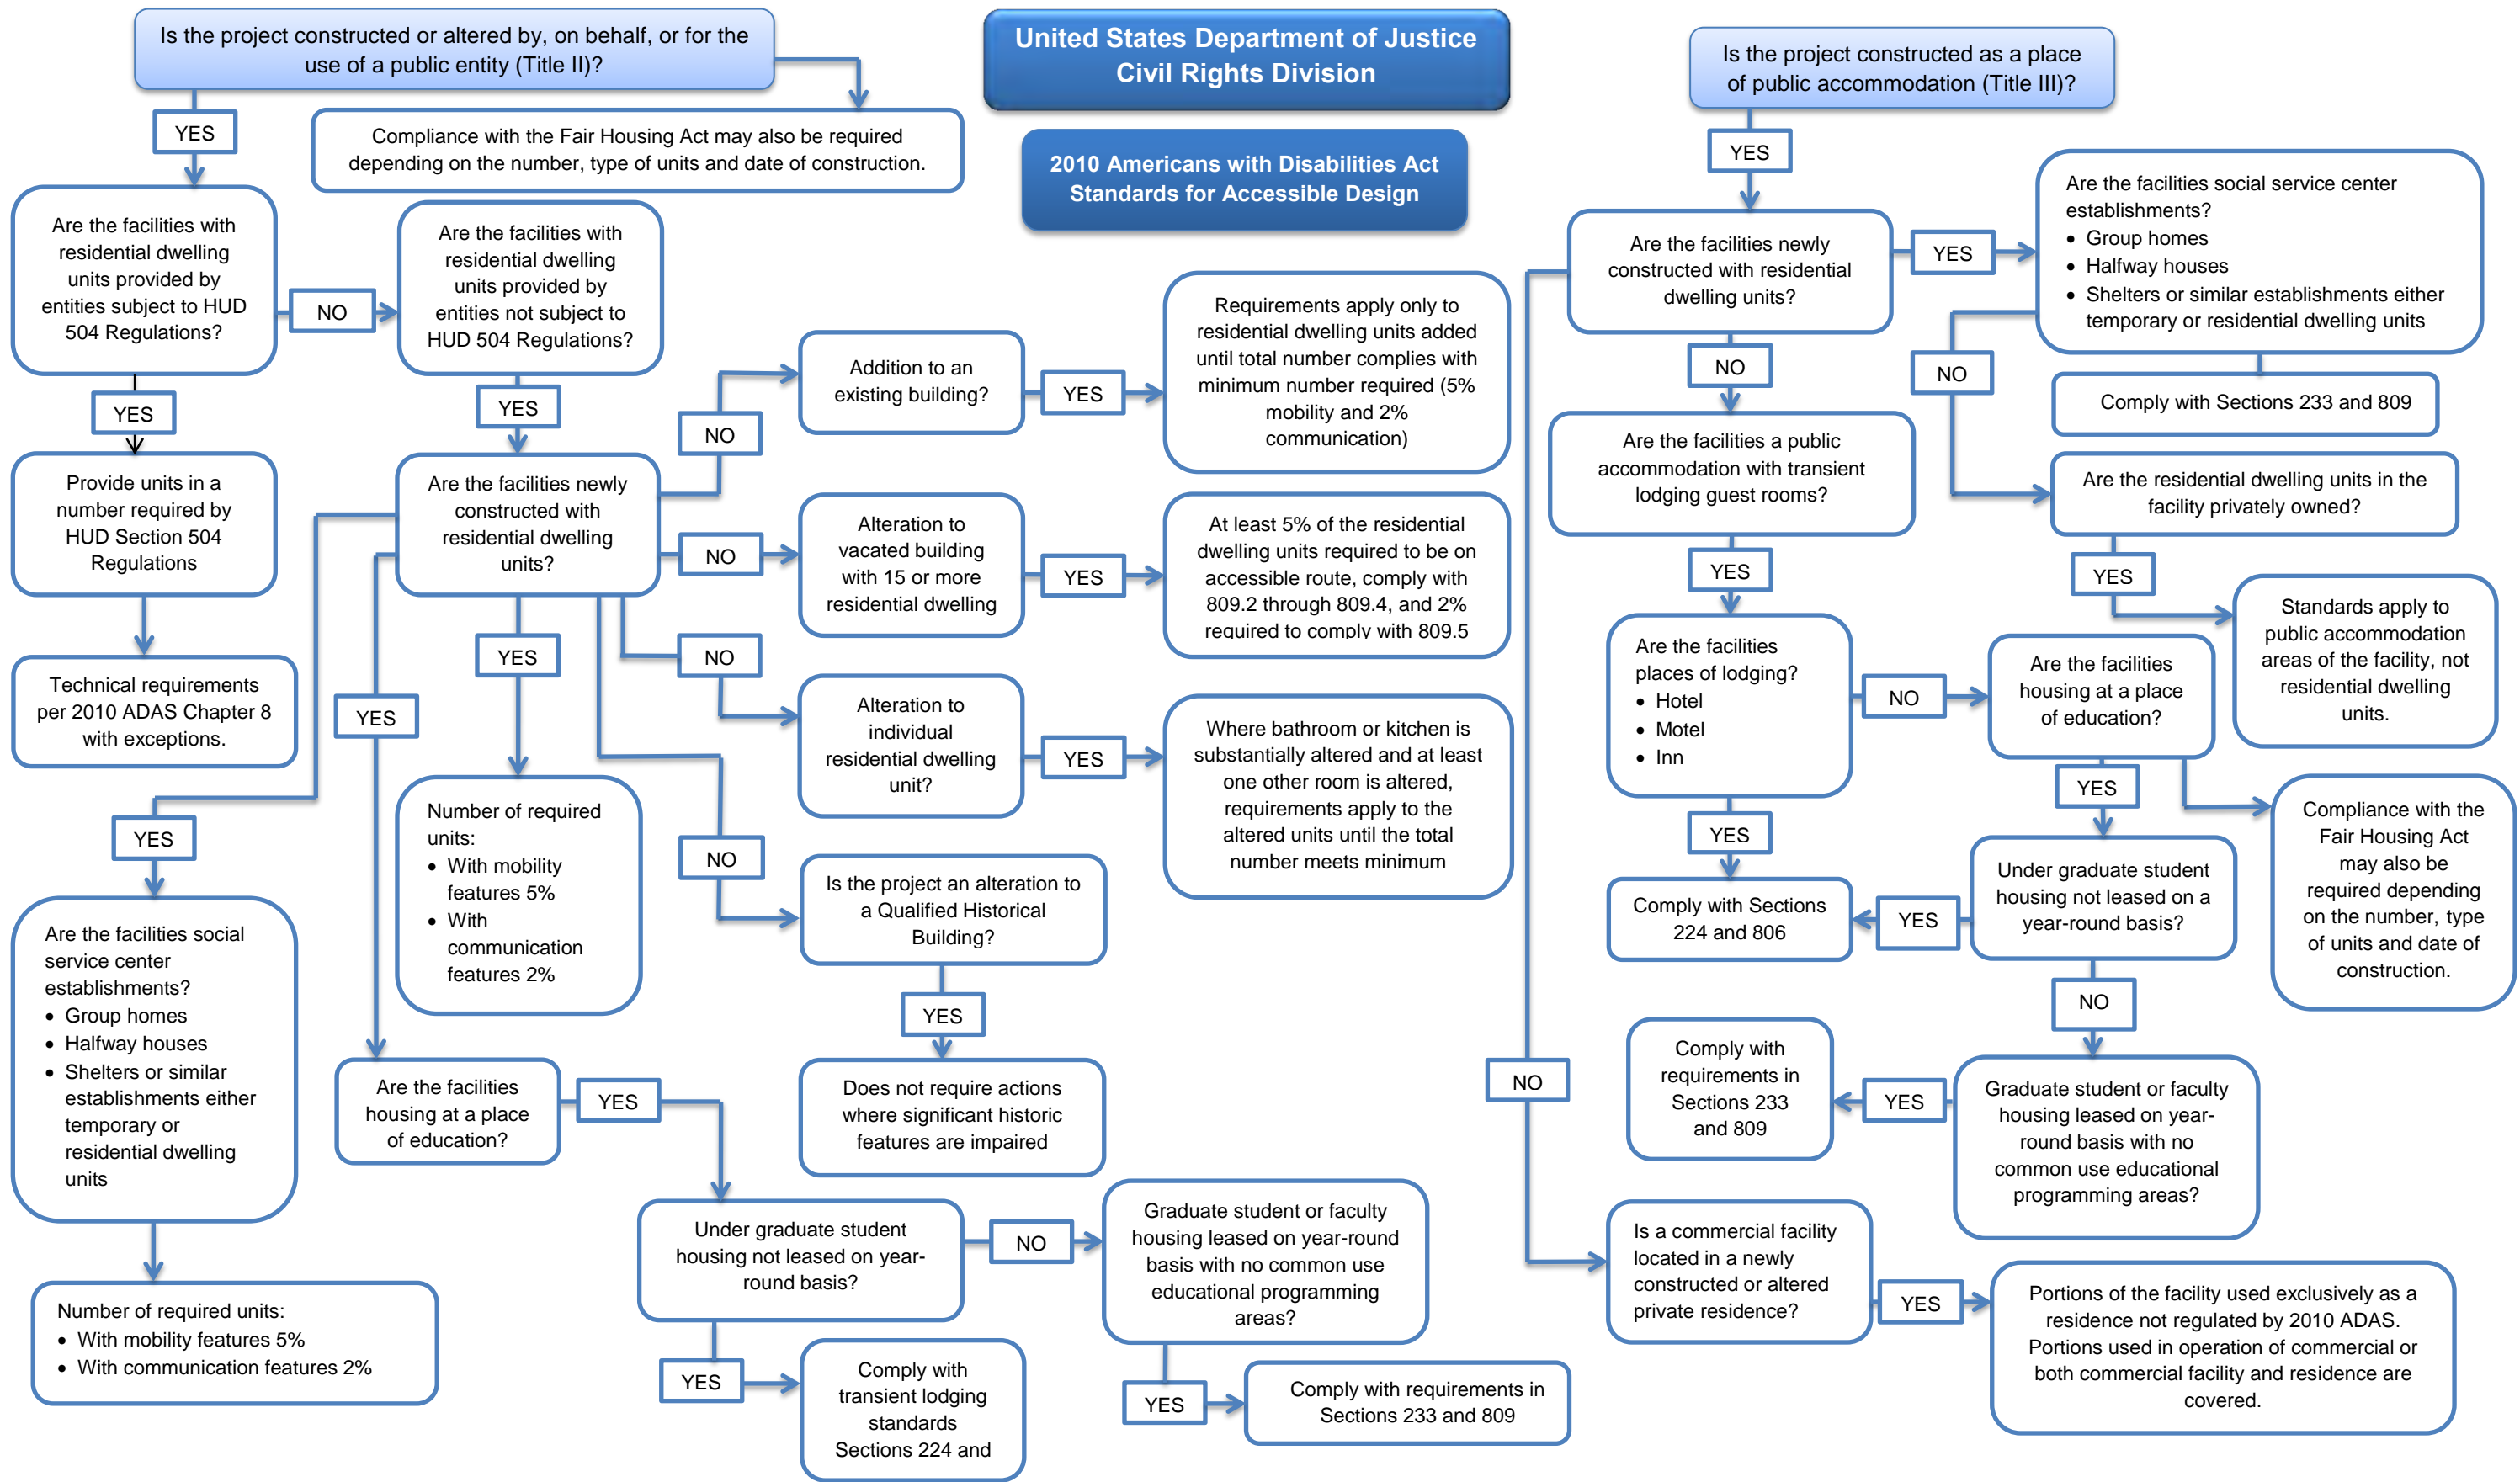 Is the project constructed or altered by, on behalf, or for the
use of a public entity (Title II)?
United States Department of Justice
Civil Rights Division
Is the project constructed as a place
of public accommodation (Title III)?
YES
Compliance with the Fair Housing Act may also be required
depending on the number, type of units and date of construction.
2010 Americans with Disabilities Act
Standards for Accessible Design
YES
Are the facilities with
residential dwelling
units provided by
entities subject to HUD
504 Regulations?
NO
Are the facilities with
residential dwelling
units provided by
entities not subject to
HUD 504 Regulations?
YES
Provide units in a
number required by
HUD Section 504
Regulations
Technical requirements
per 2010 ADAS Chapter 8
with exceptions.
YES
Are the facilities newly
constructed with
residential dwelling
units?
NO
Addition to an
existing building?
YES
Requirements apply only to
residential dwelling units added
until total number complies with
minimum number required (5%
mobility and 2%
communication)
NO
Alteration to
vacated building
with 15 or more
residential dwelling
YES
At least 5% of the residential
dwelling units required to be on
accessible route, comply with
809.2 through 809.4, and 2%
required to comply with 809.5
NO
Alteration to
individual
residential dwelling
unit?
YES
Where bathroom or kitchen is
substantially altered and at least
one other room is altered,
requirements apply to the
altered units until the total
number meets minimum
NO
Is the project an alteration to
a Qualified Historical
Building?
YES
Does not require actions
where significant historic
features are impaired
YES
Number of required
units:
• With mobility
features 5%
• With
communication
features 2%
YES
Are the facilities social
service center
establishments?
• Group homes
• Halfway houses
• Shelters or similar
establishments either
temporary or
residential dwelling
units
Number of required units:
• With mobility features 5%
• With communication features 2%
YES
Are the facilities
housing at a place
of education?
YES
Under graduate student
housing not leased on year-
round basis?
YES
Comply with
transient lodging
standards
Sections 224 and
NO
Graduate student or faculty
housing leased on year-round
basis with no common use
educational programming
areas?
YES
Comply with requirements in
Sections 233 and 809
Are the facilities newly
constructed with residential
dwelling units?
YES
Are the facilities social service center
establishments?
• Group homes
• Halfway houses
• Shelters or similar establishments either
temporary or residential dwelling units
Comply with Sections 233 and 809
NO
Are the residential dwelling units in the
facility privately owned?
YES
Standards apply to
public accommodation
areas of the facility, not
residential dwelling
units.
NO
Are the facilities a public
accommodation with transient
lodging guest rooms?
YES
Are the facilities
places of lodging?
• Hotel
• Motel
• Inn
YES
Comply with Sections
224 and 806
NO
Are the facilities
housing at a place
of education?
YES
Compliance with the
Fair Housing Act
may also be
required depending
on the number, type
of units and date of
construction.
Under graduate student
housing not leased on a
year-round basis?
YES
NO
Graduate student or faculty
housing leased on year-
round basis with no
common use educational
programming areas?
YES
Comply with
requirements in
Sections 233
and 809
NO
Is a commercial facility
located in a newly
constructed or altered
private residence?
YES
Portions of the facility used exclusively as a
residence not regulated by 2010 ADAS.
Portions used in operation of commercial or
both commercial facility and residence are
covered.